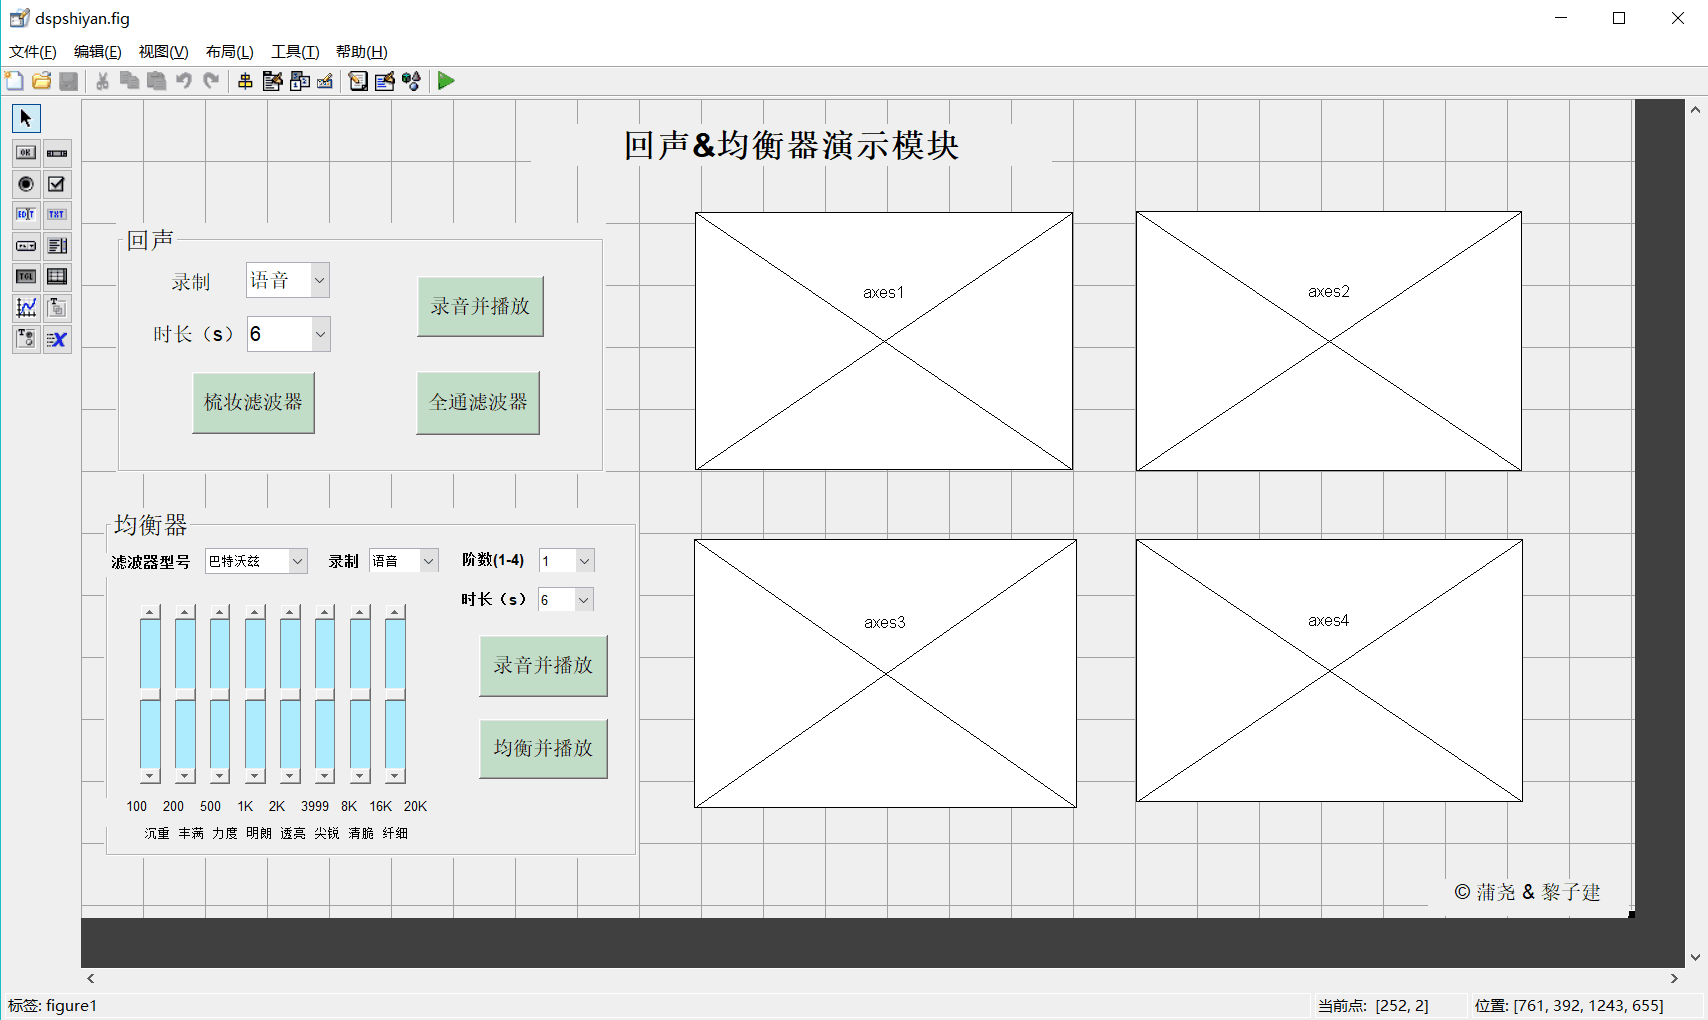 dspshiyan.fig
文件(F) 编辑(E) 视图(V) 布局(L) 工具(T) 帮助(H)
OK
EDIT TXT
TGL
回声&均衡器演示模块
回声
录制 语音
录音并播放
时长（s） 6
梳妆滤波器 全通滤波器
axes1
axes2
均衡器
滤波器型号 巴特沃兹 录制 语音 阶数(1-4) 1
时长（s） 6
录音并播放
均衡并播放
100 200 500 1K 2K 3999 8K 16K 20K
沉重 丰满 力度 明朗 透亮 尖锐 清脆 纤细
axes3
axes4
© 蒲尧 & 黎子建
标签: figure1 当前点: [252, 2] 位置: [761, 392, 1243, 655]